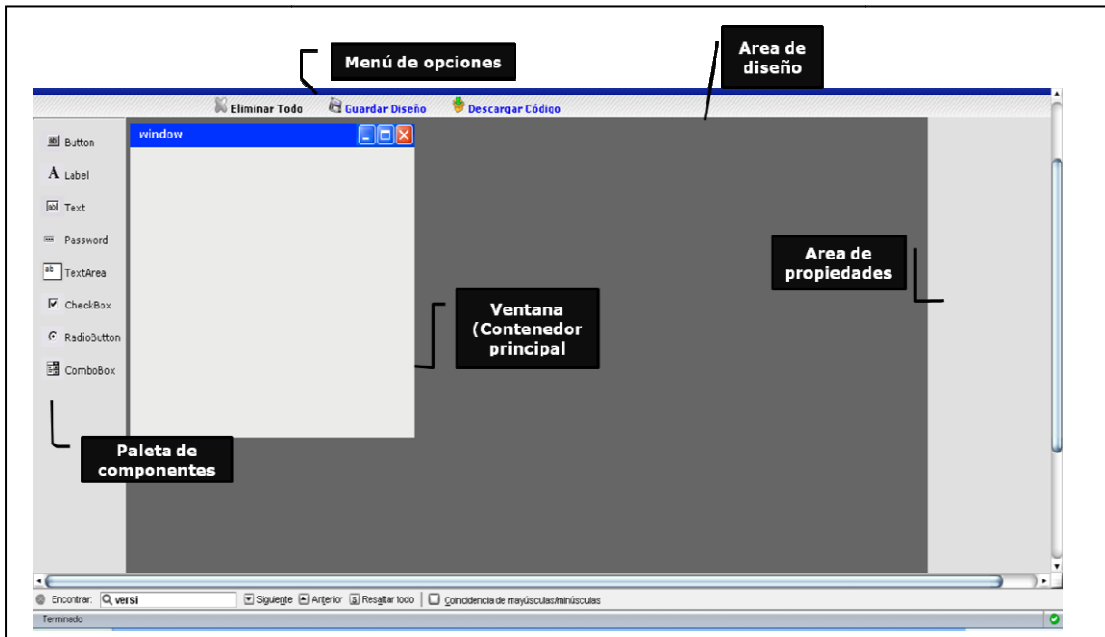 Menú de opciones
Area de
diseño
Eliminar Todo Guardar Diseño Descargar Código
window
Button
Label
Text
Password
TextArea
CheckBox
RadioButton
ComboBox
Area de
propiedades
Ventana
(Contenedor
principal
Paleta de
componentes
Encontrar: versi Siguiente Anterior Resaltar todo Coincidencia de mayúsculas/minúsculas
Terminado